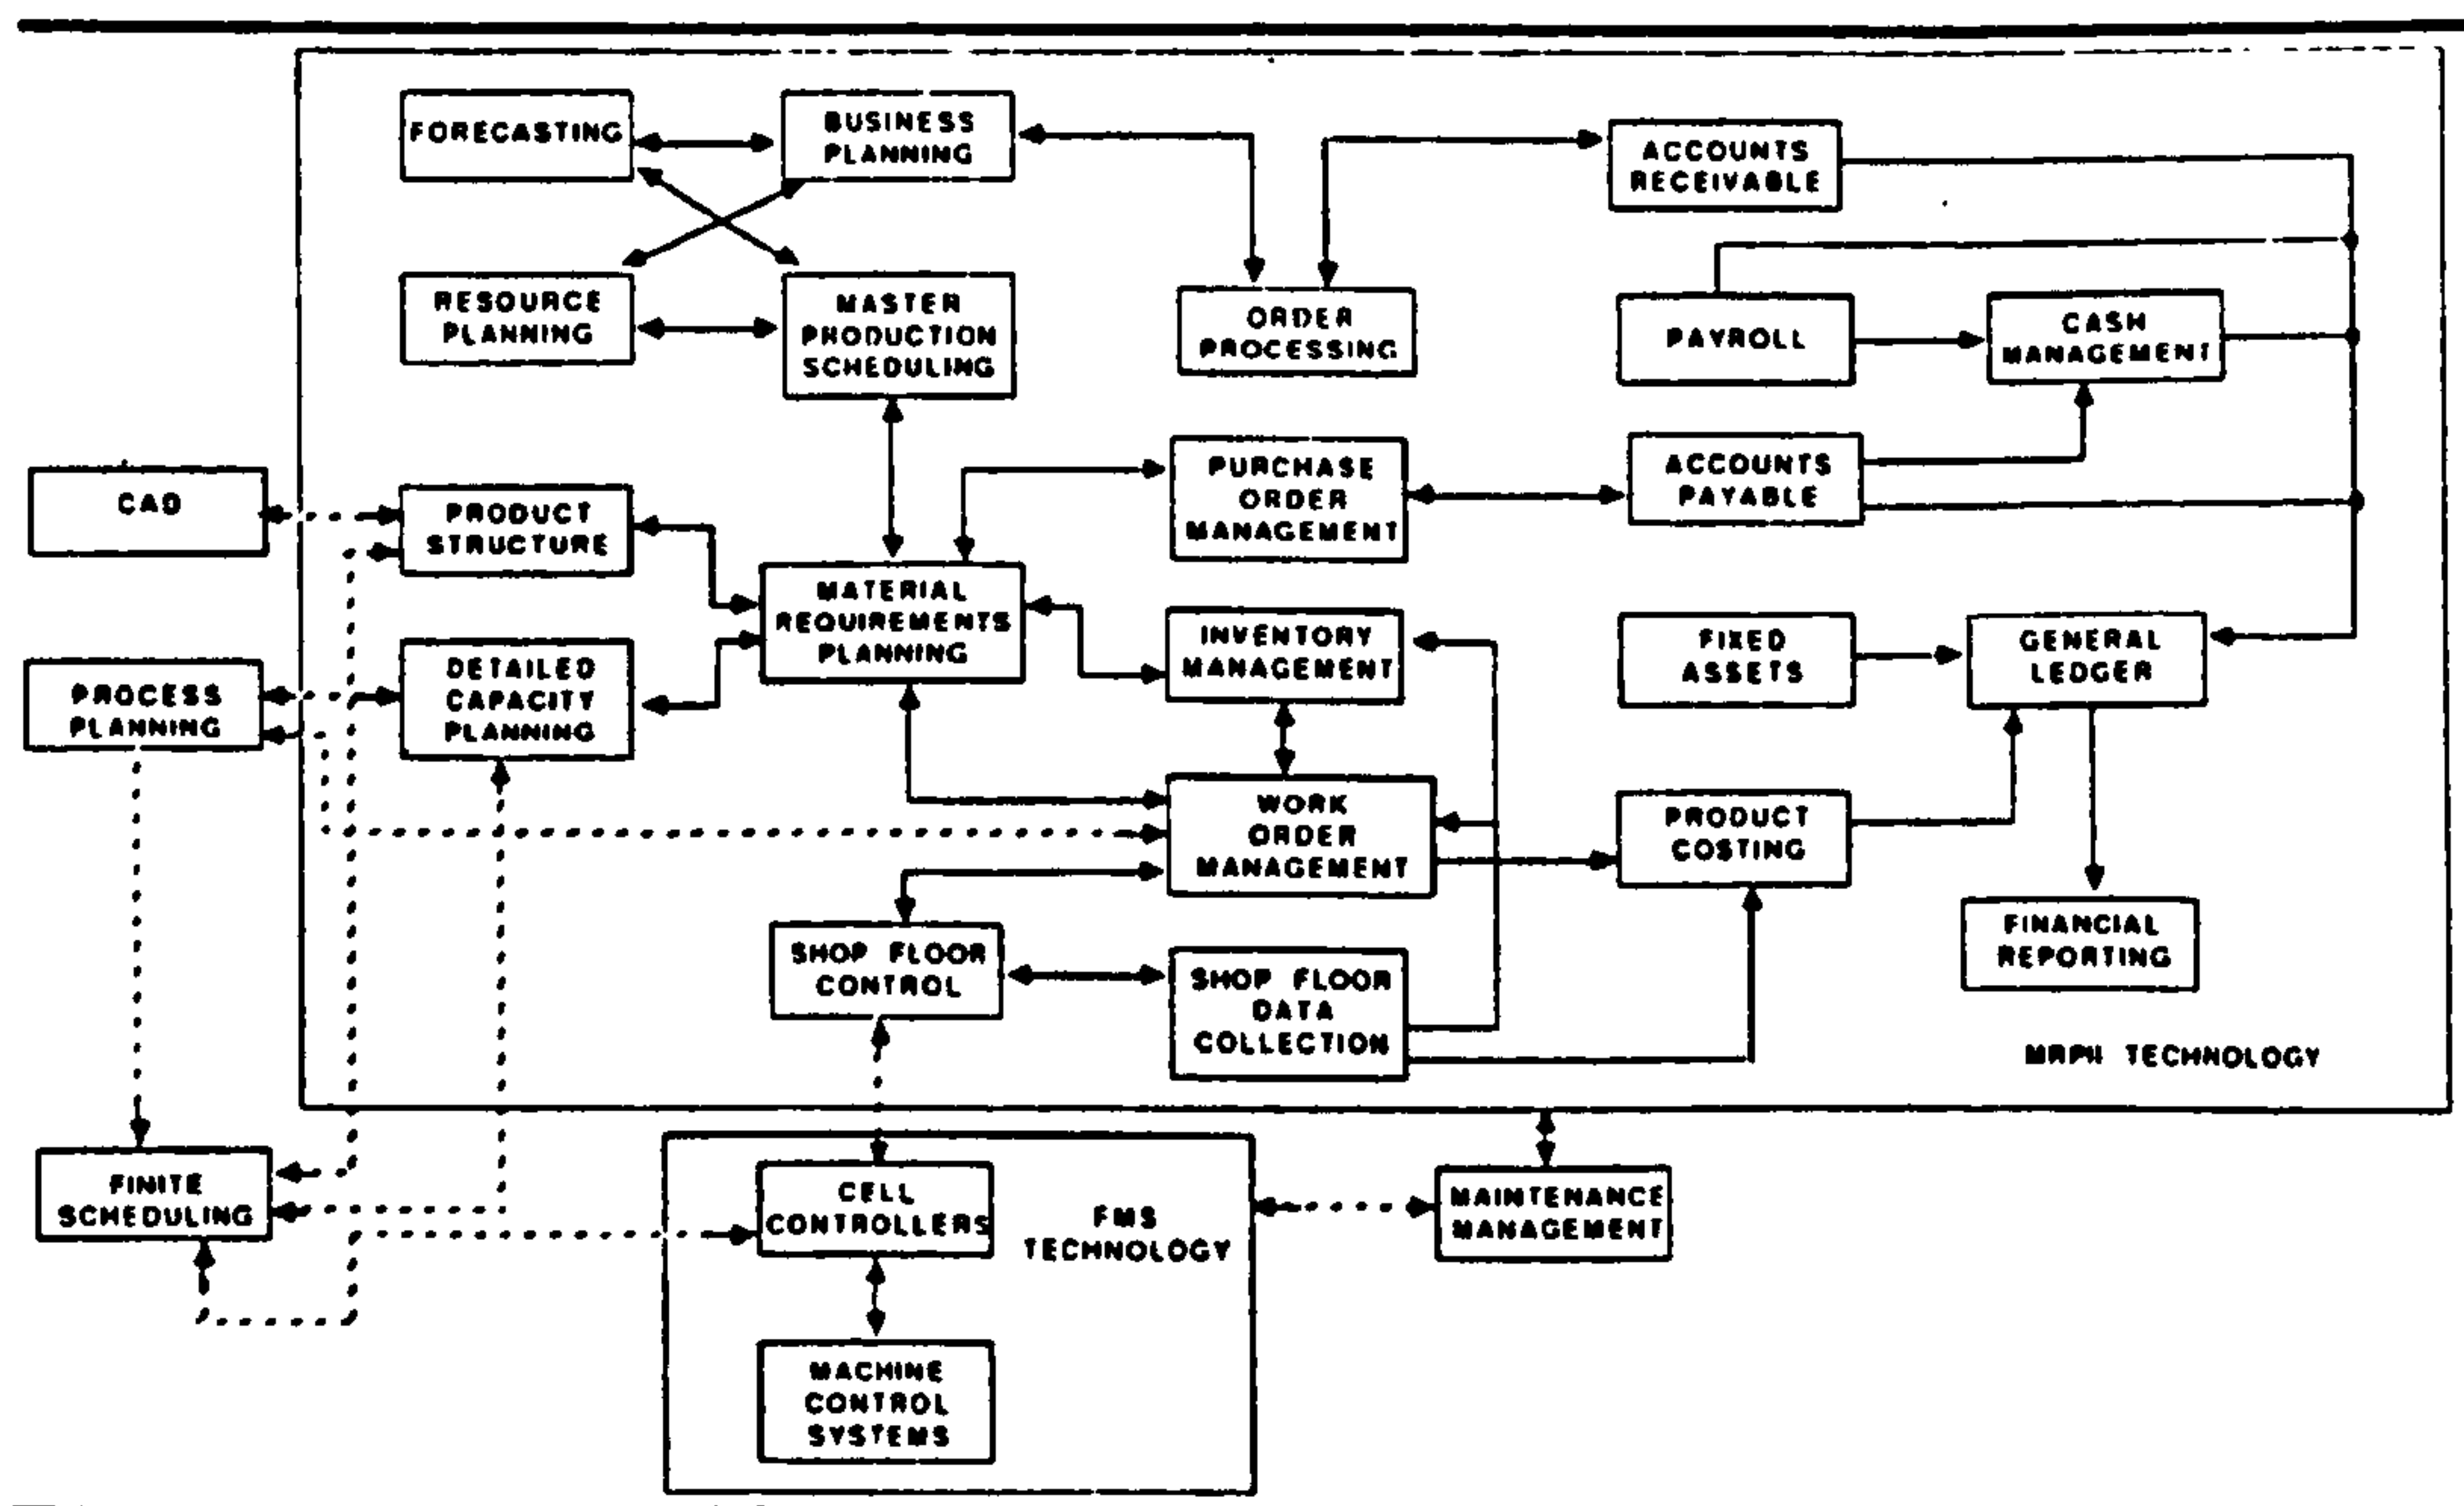 FORECASTING
BUSINESS
PLANNING
ACCOUNTS
RECEIVABLE
RESOURCE
PLANNING
MASTER
PRODUCTION
SCHEDULING
ORDER
PROCESSING
PAYROLL
CASH
MANAGEMENT
CAD
PRODUCT
STRUCTURE
PURCHASE
ORDER
MANAGEMENT
ACCOUNTS
PAYABLE
MATERIAL
REQUIREMENTS
PLANNING
INVENTORY
MANAGEMENT
FIXED
ASSETS
GENERAL
LEDGER
PROCESS
PLANNING
DETAILED
CAPACITY
PLANNING
WORK
ORDER
MANAGEMENT
PRODUCT
COSTING
SHOP FLOOR
CONTROL
SHOP FLOOR
DATA
COLLECTION
FINANCIAL
REPORTING
MRPII TECHNOLOGY
FINITE
SCHEDULING
CELL
CONTROLLERS
FMS
TECHNOLOGY
MAINTENANCE
MANAGEMENT
MACHINE
CONTROL
SYSTEMS